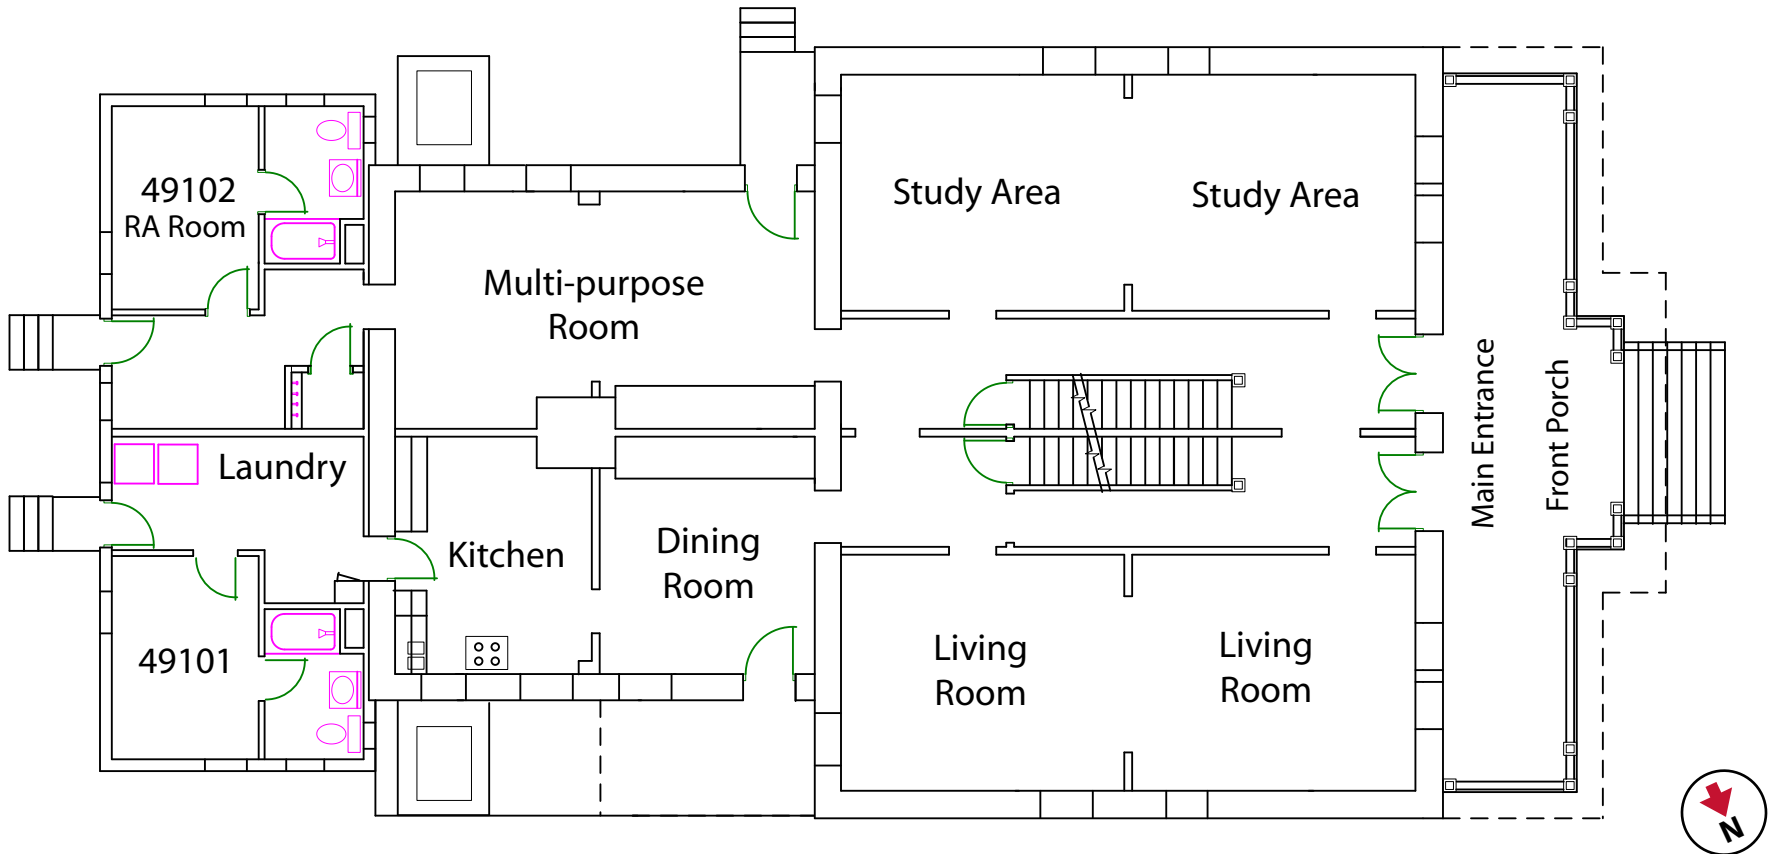 49102
RA Room
Multi-purpose
Room
Study Area
Study Area
Main Entrance
Front Porch
Laundry
Kitchen
Dining
Room
49101
Living
Room
Living
Room
N